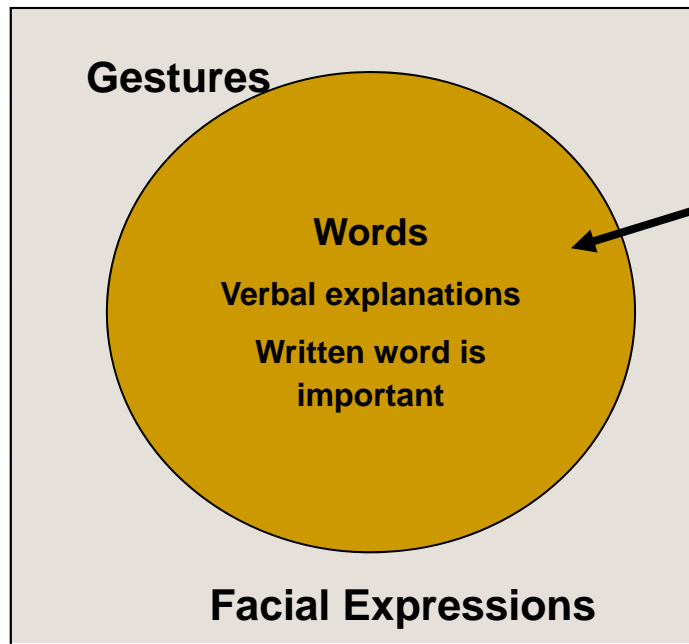 Gestures
Words
Verbal explanations
Written word is
important
Facial Expressions